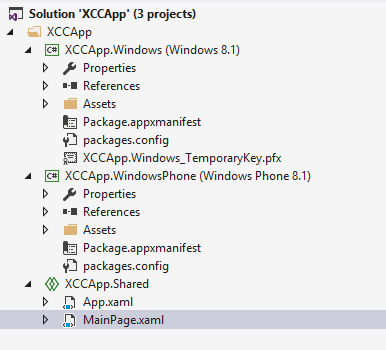 Solution 'XCCApp' (3 projects)
XCCApp
C# XCCApp.Windows (Windows 8.1)
Properties
References
Assets
Package.appxmanifest
packages.config
XCCApp.Windows_TemporaryKey.pfx
C# XCCApp.WindowsPhone (Windows Phone 8.1)
Properties
References
Assets
Package.appxmanifest
packages.config
XCCApp.Shared
App.xaml
MainPage.xaml